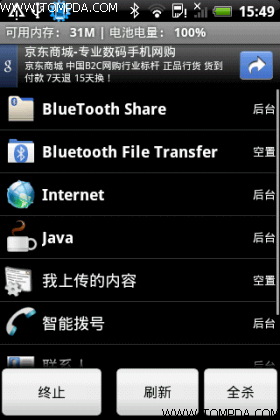 WWW.TOMPDA.COM
15:49
可用内存： 31M | 电池电量： 100%
京东商城-专业数码手机网购
京东商城 中国B2C网购行业标杆 正品行货 货到
付款 7天退 15天换！
g
BlueTooth Share 后台
Bluetooth File Transfer 空置
Internet 后台
Java 后台
我上传的内容 空置
智能拨号 后台
后台
终止 刷新 全杀
WWW.TOMPDA.COM